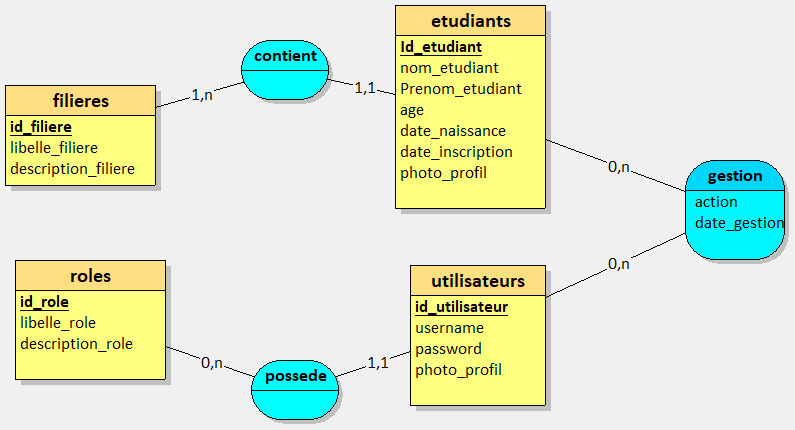 etudiants
Id_etudiant
nom_etudiant
Prenom_etudiant
age
date_naissance
date_inscription
photo_profil
contient
1,n
1,1
filieres
id_filiere
libelle_filiere
description_filiere
0,n
gestion
action
date_gestion
0,n
roles
id_role
libelle_role
description_role
utilisateurs
id_utilisateur
username
password
photo_profil
0,n
possede
1,1